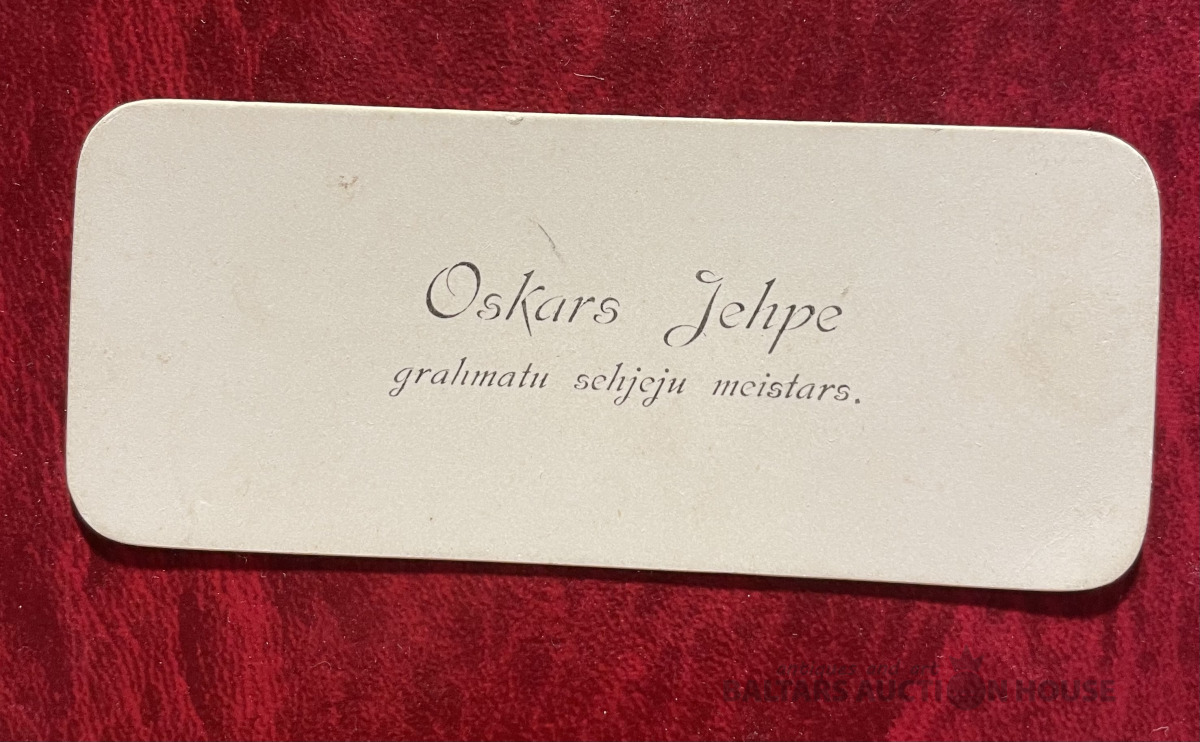 Oskars Jehpe
grahmatu sehjeju meistars.
BALTARS AUCTION HOUSE